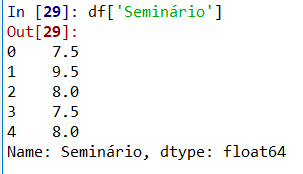 In [29]: df['Seminário']
Out[29]:
0    7.5
1    9.5
2    8.0
3    7.5
4    8.0
Name: Seminário, dtype: float64